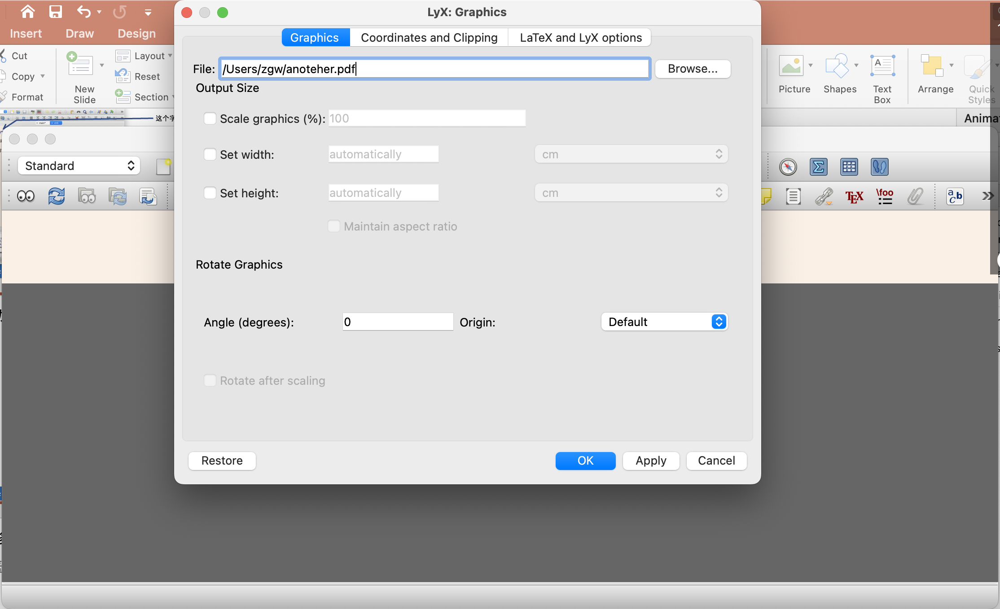 LyX: Graphics
Insert
Draw
Design
Graphics
Coordinates and Clipping
LaTeX and LyX options
Cut
Copy
Format
New
Slide
Layout
Reset
Section
File:
/Users/zgw/anoteher.pdf
Browse...
Picture
Shapes
Text
Box
Arrange
Quick
Styles
Output Size
这个字
Anima
Scale graphics (%):
100
Set width:
automatically
cm
Standard
Set height:
automatically
cm
TEX
\foo
Maintain aspect ratio
Rotate Graphics
Angle (degrees):
0
Origin:
Default
Rotate after scaling
Restore
OK
Apply
Cancel